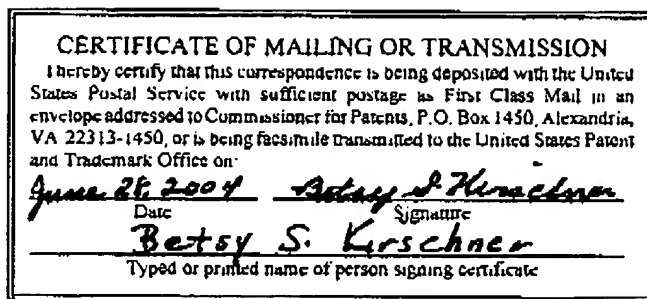 CERTIFICATE OF MAILING OR TRANSMISSION
I hereby certify that this correspondence is being deposited with the United
States Postal Service with sufficient postage as First Class Mail in an
envelope addressed to Commissioner for Patents, P.O. Box 1450, Alexandria,
VA 22313-1450, or is being facsimile transmitted to the United States Patent
and Trademark Office on:
June 28, 2004 Betsy S. Kirschner
Date Signature
Betsy S. Kirschner
Typed or printed name of person signing certificate